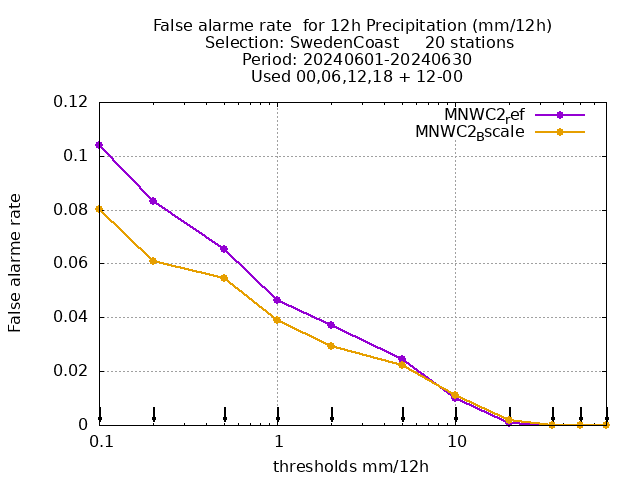 False alarme rate  for 12h Precipitation (mm/12h)
Selection: SwedenCoast     20 stations
Period: 20240601-20240630
Used 00,06,12,18 + 12-00
0.12
0.1
0.08
0.06
0.04
0.02
0
False alarme rate
MNWC2ref
MNWC2Bscale
0.1
1
10
thresholds mm/12h